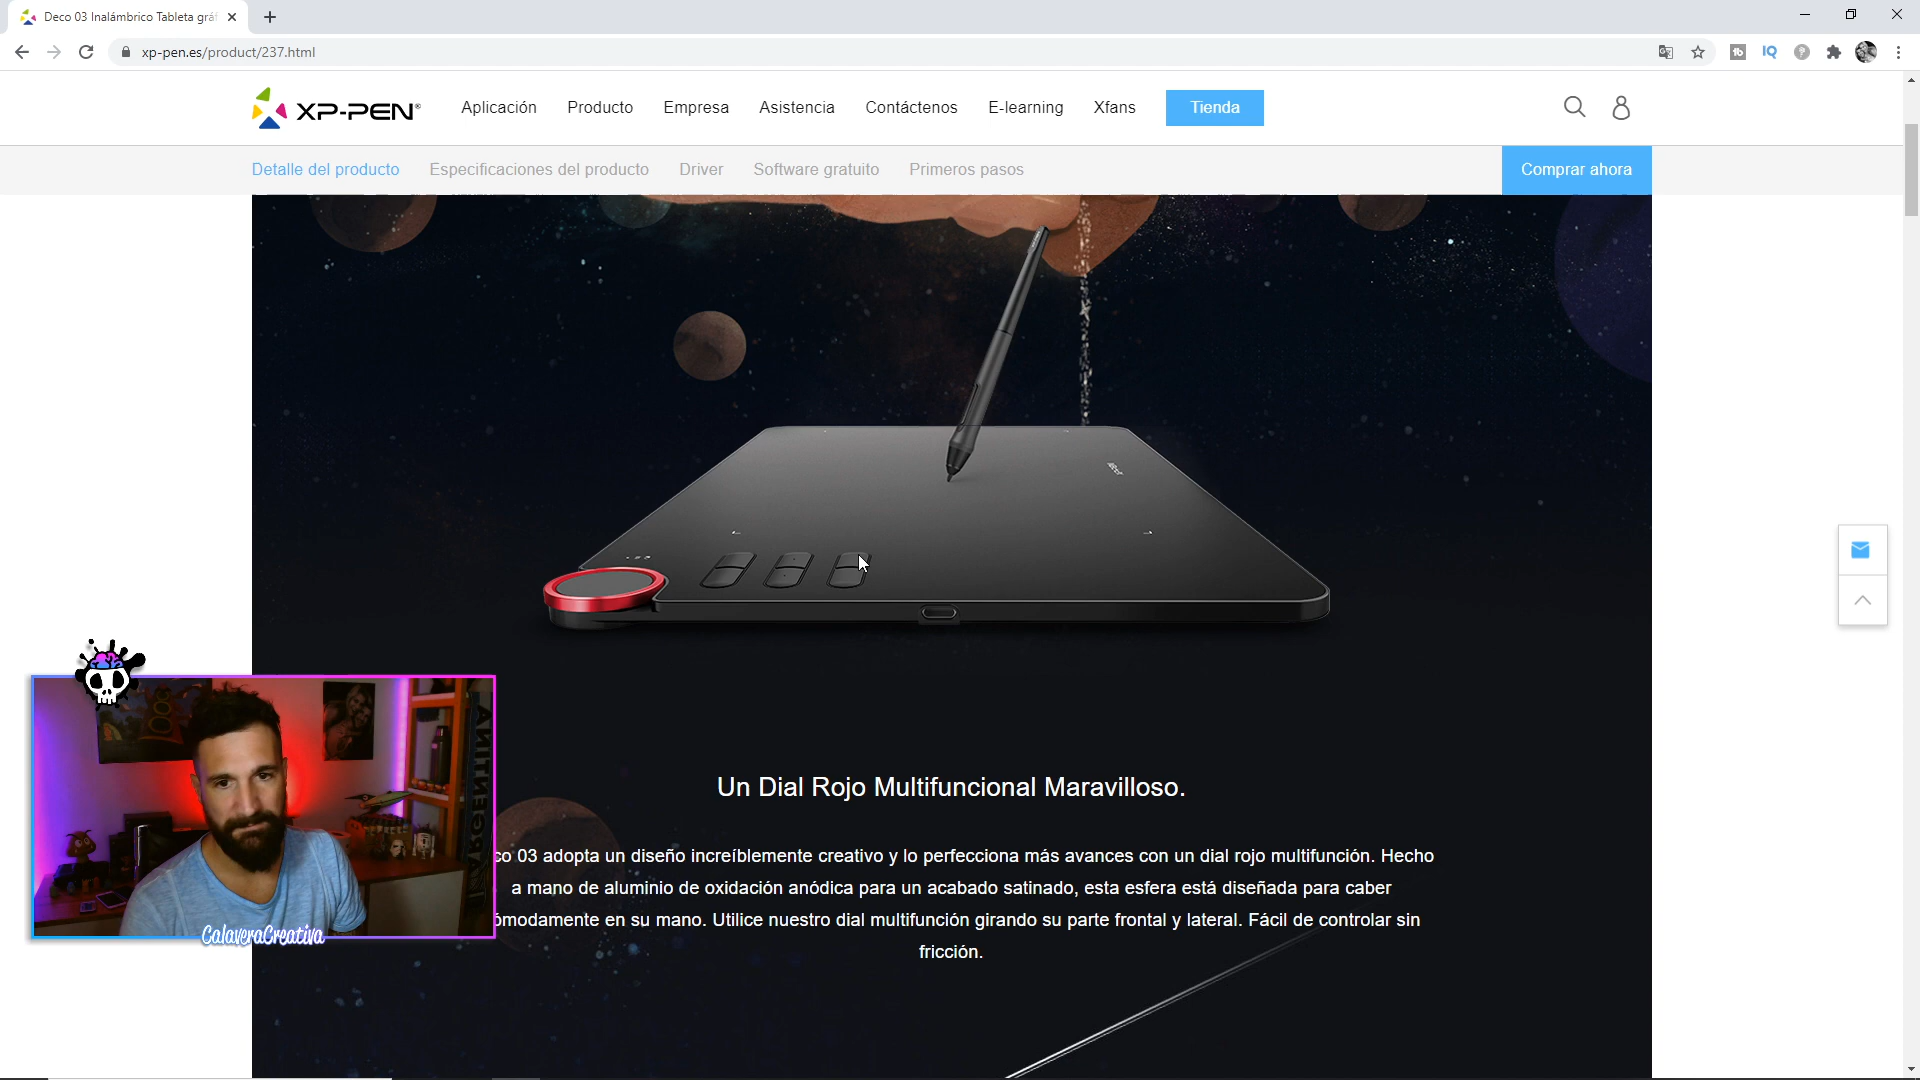 Deco 03 Inalámbrico Tableta grá
xp-pen.es/product/237.html
XP-PEN
Aplicación Producto Empresa Asistencia Contáctenos E-learning Xfans Tienda
Detalle del producto Especificaciones del producto Driver Software gratuito Primeros pasos Comprar ahora
Un Dial Rojo Multifuncional Maravilloso.
co 03 adopta un diseño increíblemente creativo y lo perfecciona más avances con un dial rojo multifunción. Hecho
a mano de aluminio de oxidación anódica para un acabado satinado, esta esfera está diseñada para caber
ómodamente en su mano. Utilice nuestro dial multifunción girando su parte frontal y lateral. Fácil de controlar sin
fricción.
CalaveraCreativa